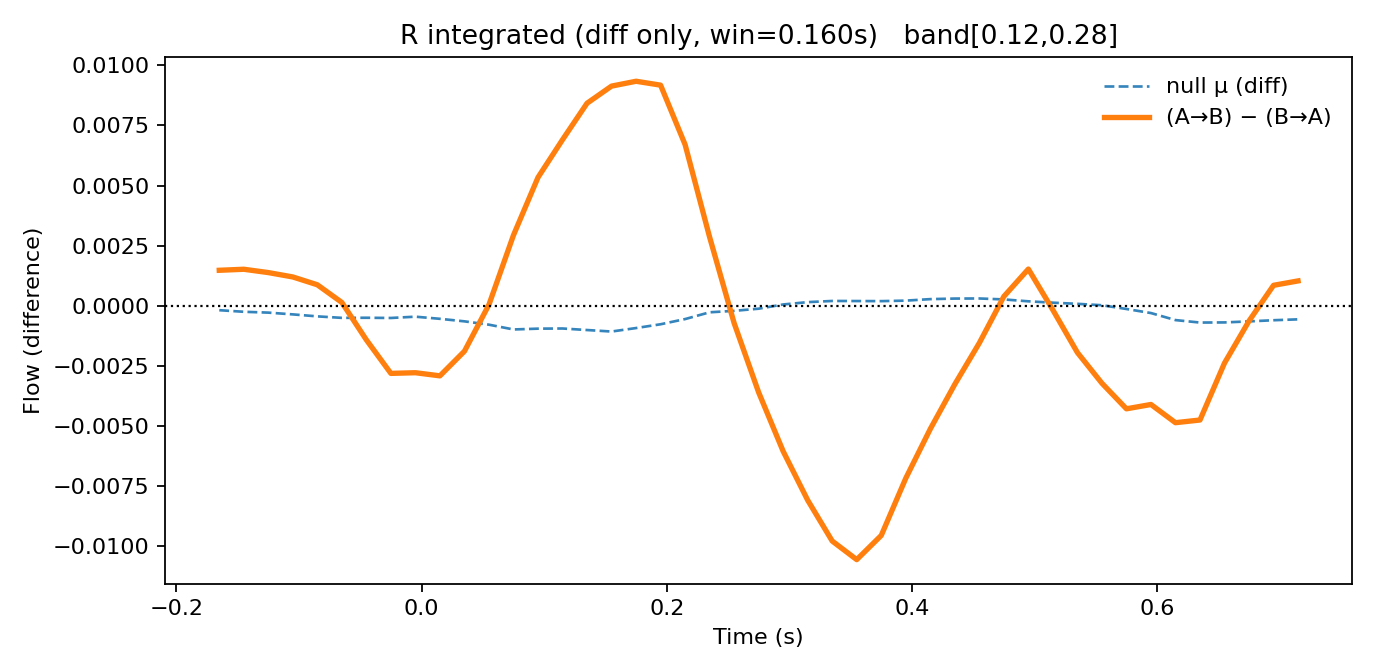 R integrated (diff only, win=0.160s)   band[0.12,0.28]
null μ (diff)
(A→B) − (B→A)
Flow (difference)
0.0100
0.0075
0.0050
0.0025
0.0000
−0.0025
−0.0050
−0.0075
−0.0100
−0.2
0.0
0.2
0.4
0.6
Time (s)